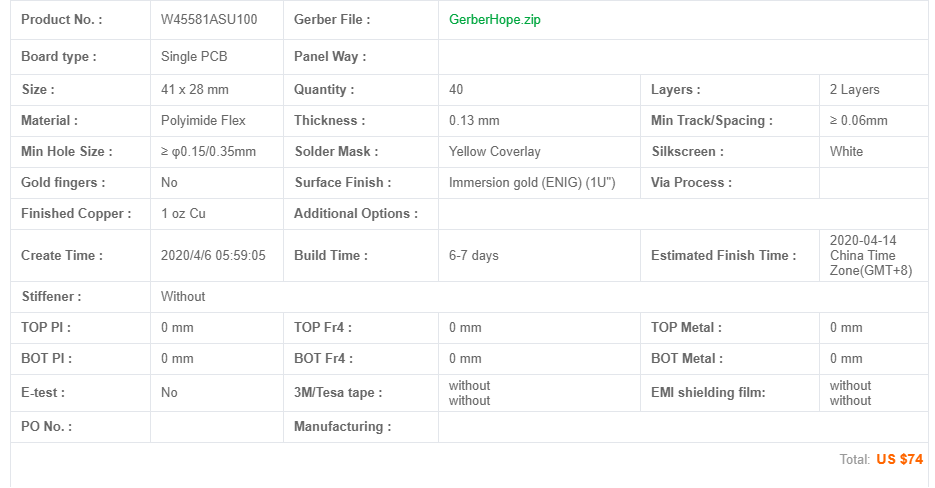 Product No. : W45581ASU100 Gerber File : GerberHope.zip
Board type : Single PCB Panel Way :
Size : 41 x 28 mm Quantity : 40 Layers : 2 Layers
Material : Polyimide Flex Thickness : 0.13 mm Min Track/Spacing : ≥ 0.06mm
Min Hole Size : ≥ φ0.15/0.35mm Solder Mask : Yellow Coverlay Silkscreen : White
Gold fingers : No Surface Finish : Immersion gold (ENIG) (1U") Via Process :
Finished Copper : 1 oz Cu Additional Options :
Create Time : 2020/4/6 05:59:05 Build Time : 6-7 days Estimated Finish Time : 2020-04-14
China Time
Zone(GMT+8)
Stiffener : Without
TOP PI : 0 mm TOP Fr4 : 0 mm TOP Metal : 0 mm
BOT PI : 0 mm BOT Fr4 : 0 mm BOT Metal : 0 mm
E-test : No 3M/Tesa tape : without EMI shielding film: without
without without
PO No. : Manufacturing :
Total: US $74